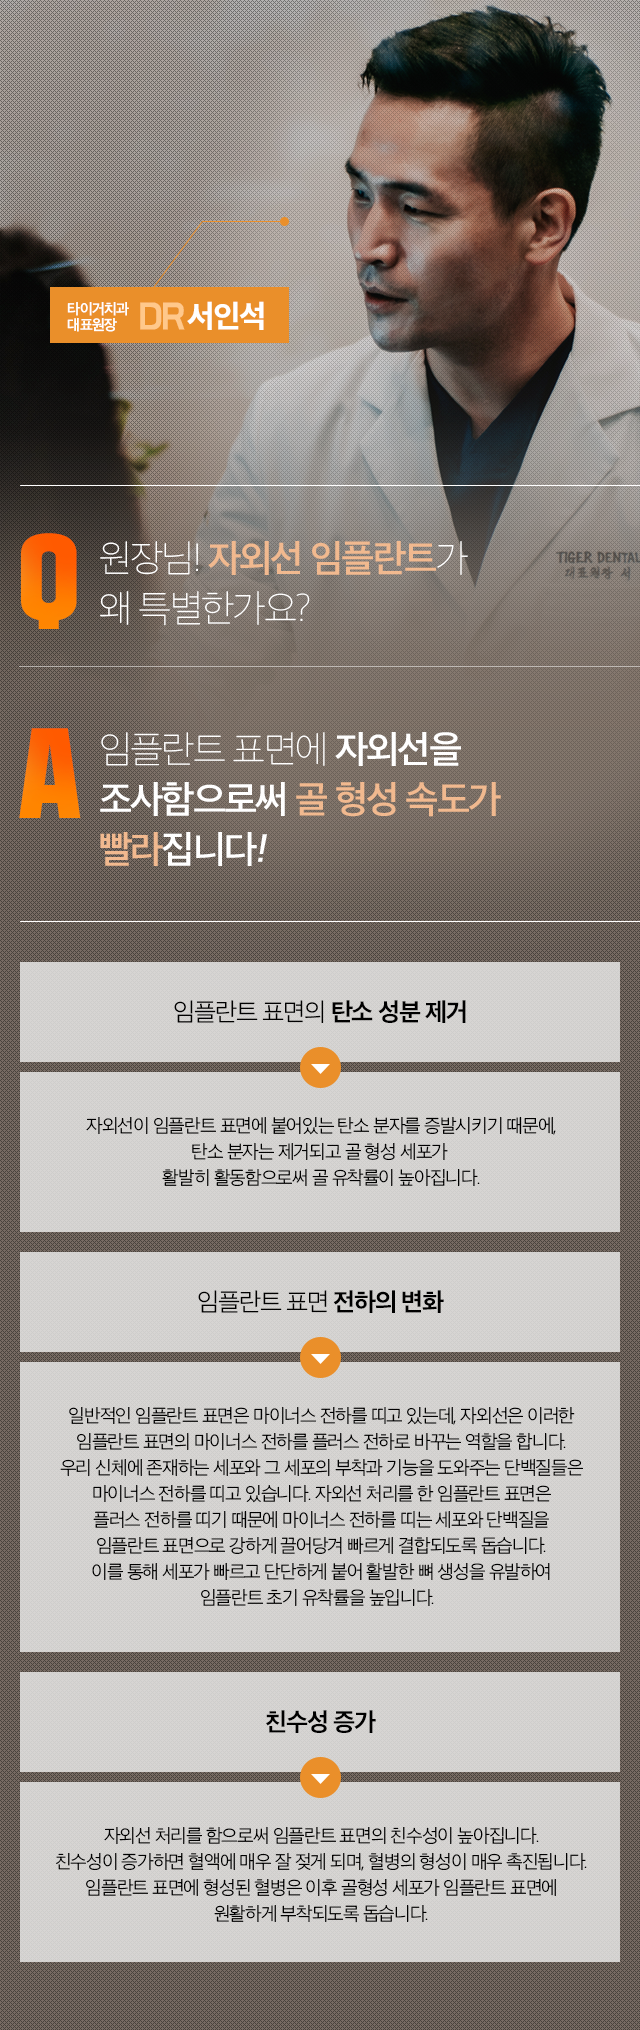 타이거치과
대표원장
DR 서인석
TIGER DENTAL
대표원장 서
Q
원장님! 자외선 임플란트가
왜 특별한가요?
A
임플란트 표면에 자외선을
조사함으로써 골 형성 속도가
빨라집니다!
임플란트 표면의 탄소 성분 제거
자외선이 임플란트 표면에 붙어있는 탄소 분자를 증발시키기 때문에,
탄소 분자는 제거되고 골 형성 세포가
활발히 활동함으로써 골 유착률이 높아집니다.
임플란트 표면 전하의 변화
일반적인 임플란트 표면은 마이너스 전하를 띠고 있는데, 자외선은 이러한
임플란트 표면의 마이너스 전하를 플러스 전하로 바꾸는 역할을 합니다.
우리 신체에 존재하는 세포와 그 세포의 부착과 기능을 도와주는 단백질들은
마이너스 전하를 띠고 있습니다. 자외선 처리를 한 임플란트 표면은
플러스 전하를 띠기 때문에 마이너스 전하를 띠는 세포와 단백질을
임플란트 표면으로 강하게 끌어당겨 빠르게 결합되도록 돕습니다.
이를 통해 세포가 빠르고 단단하게 붙어 활발한 뼈 생성을 유발하여
임플란트 초기 유착률을 높입니다.
친수성 증가
자외선 처리를 함으로써 임플란트 표면의 친수성이 높아집니다.
친수성이 증가하면 혈액에 매우 잘 젖게 되며, 혈병의 형성이 매우 촉진됩니다.
임플란트 표면에 형성된 혈병은 이후 골형성 세포가 임플란트 표면에
원활하게 부착되도록 돕습니다.